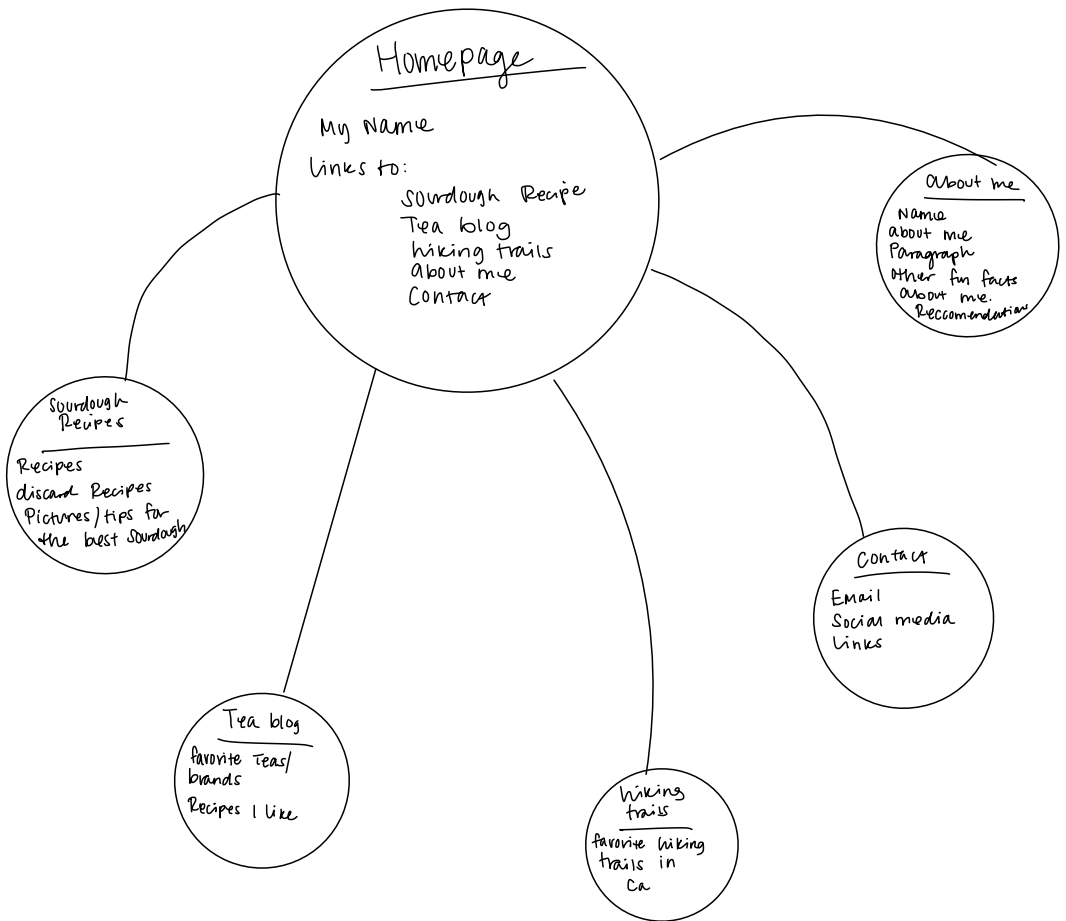 Homepage
My Name
Links to:
Sourdough Recipe
Tea blog
hiking trails
about me
Contact
about me
Name
about me
Paragraph
other fun facts
about me.
Reccomendations
Sourdough
Recipes
Recipes
discard Recipes
Pictures/tips for
the best sourdough
Contact
Email
Social media
Links
Tea blog
favorite Teas/
brands
Recipes I like
hiking
trails
favorite hiking
trails in
Ca